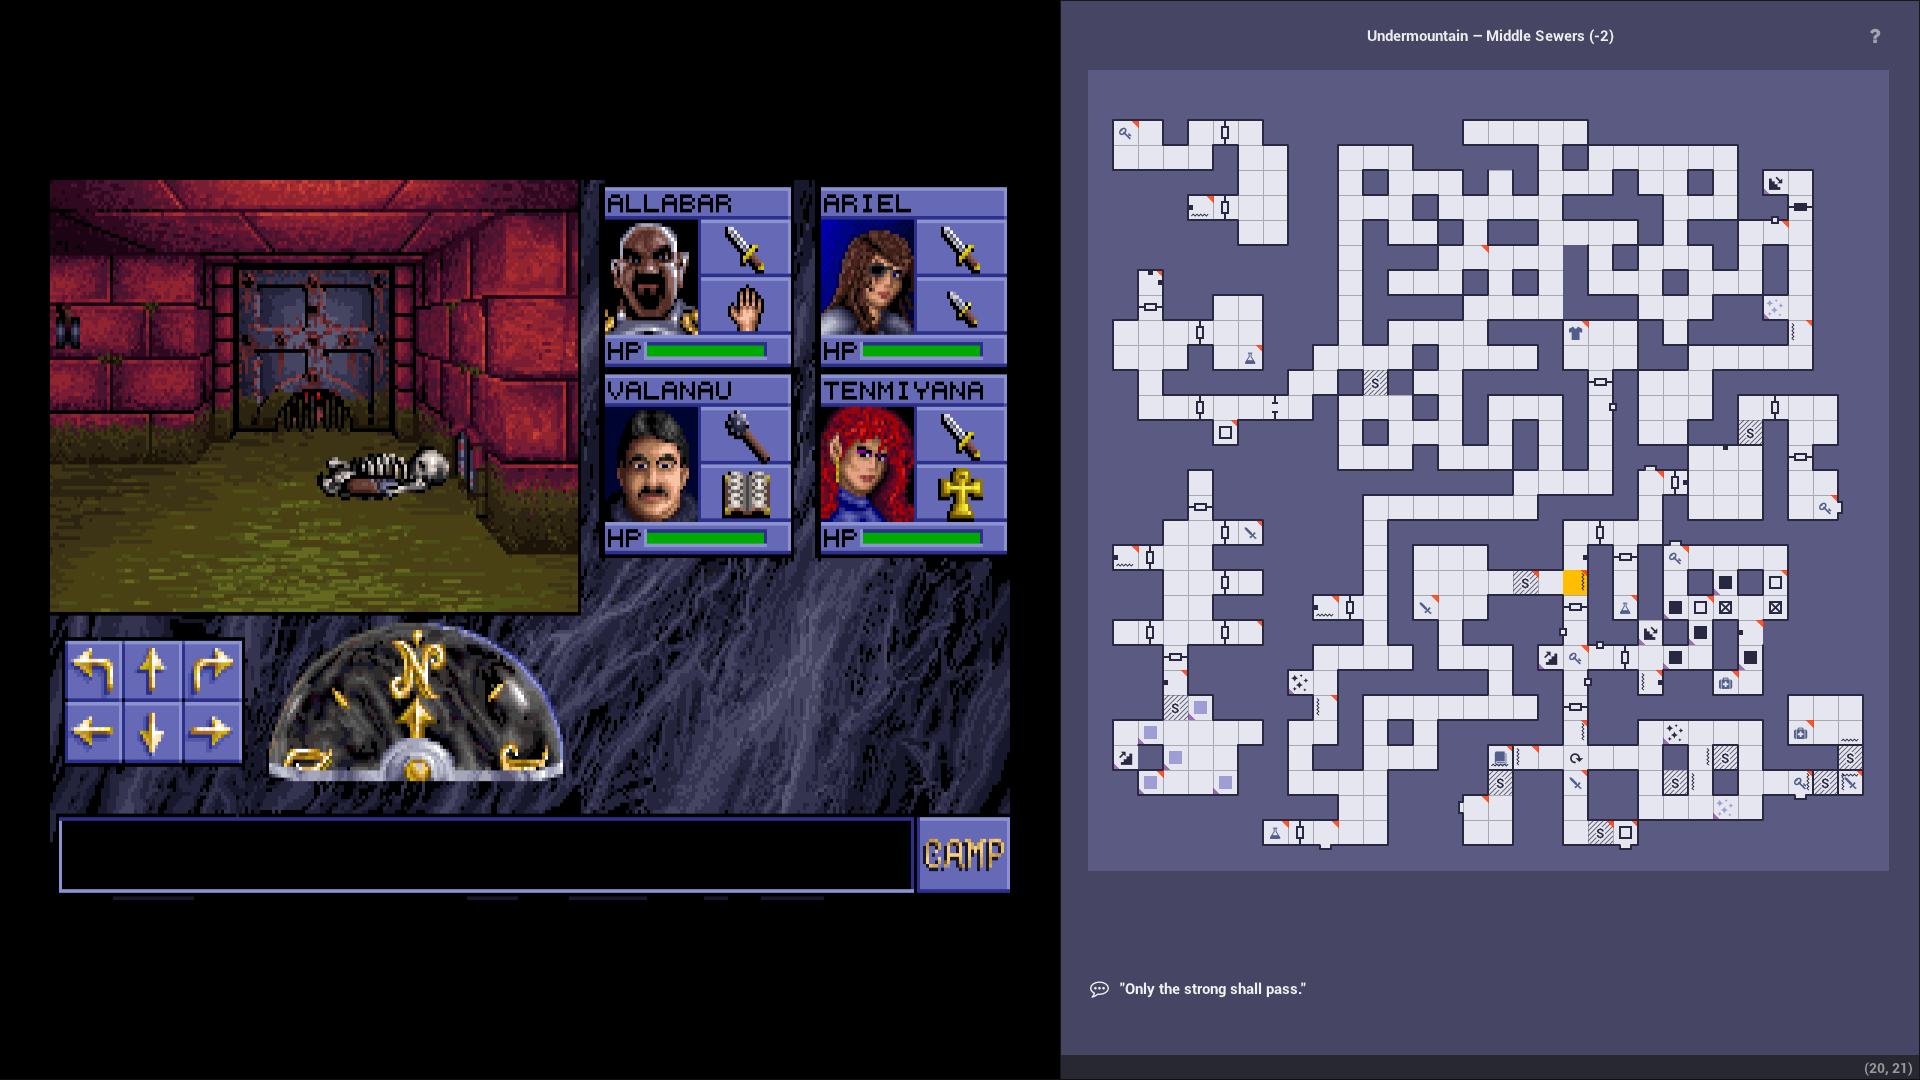 Undermountain – Middle Sewers (-2)
?
ALLABAR
ARIEL
HP
HP
VALANAU
TENMIYANA
HP
HP
N
CAMP
S
S
S
S
S
S
S
S
S
S
S
"Only the strong shall pass."
(20, 21)